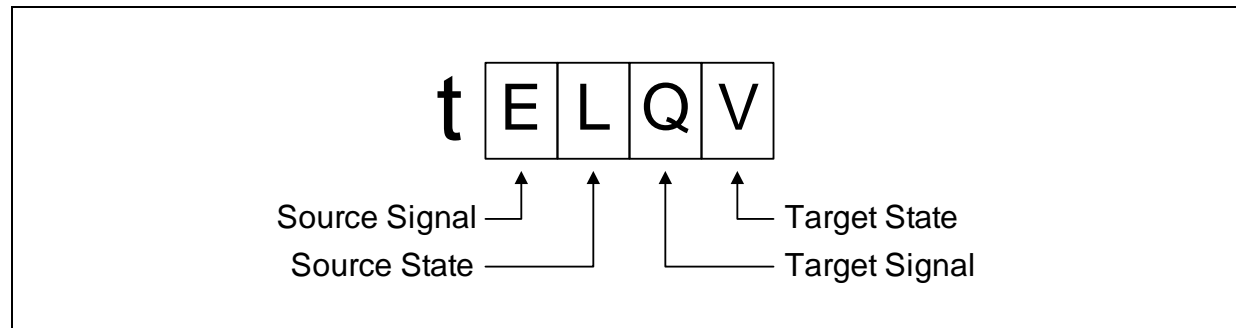 t E L Q V
Source Signal Target State
Source State Target Signal